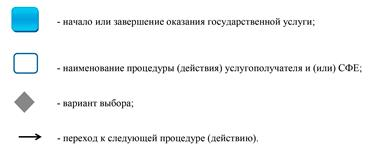 - начало или завершение оказания государственной услуги;
- наименование процедуры (действия) услугополучателя и (или) СФЕ;
- вариант выбора;
- переход к следующей процедуре (действию).